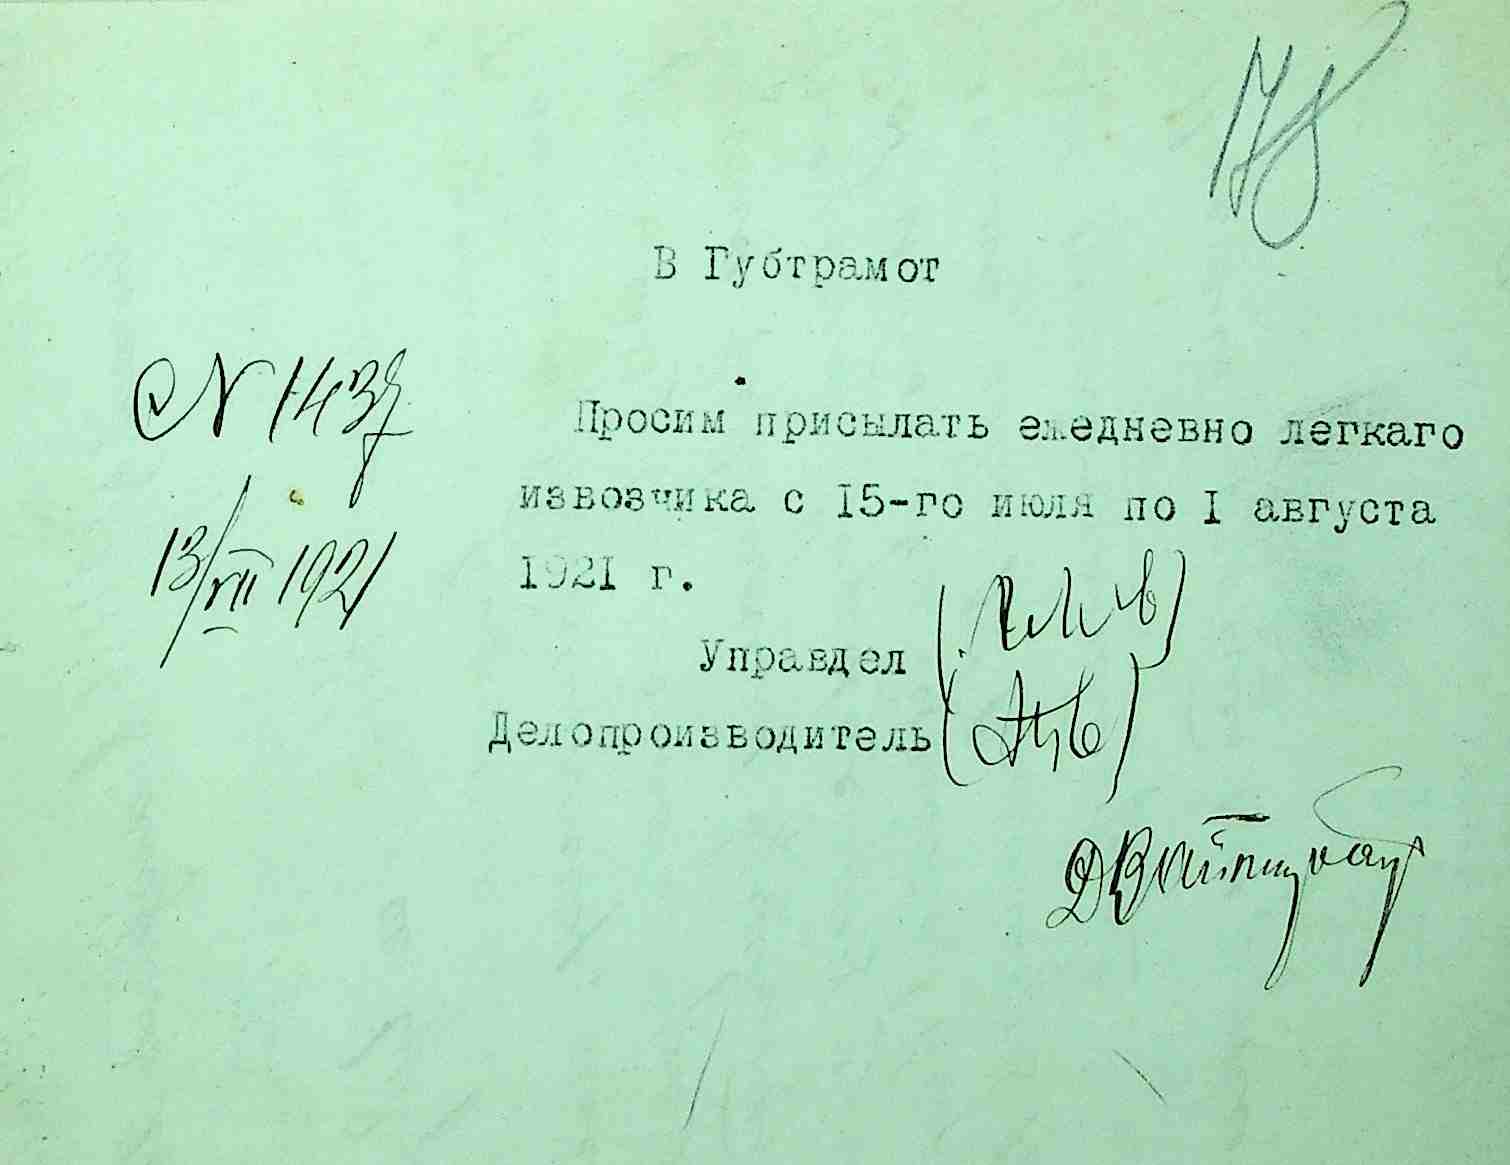 78
В Губтрамот
№ 1437
13/VII 1921
Просим присылать ежедневно легкаго
извозчика с 15-го июля по I августа
1921 г.
Управдел
Делопроизводитель